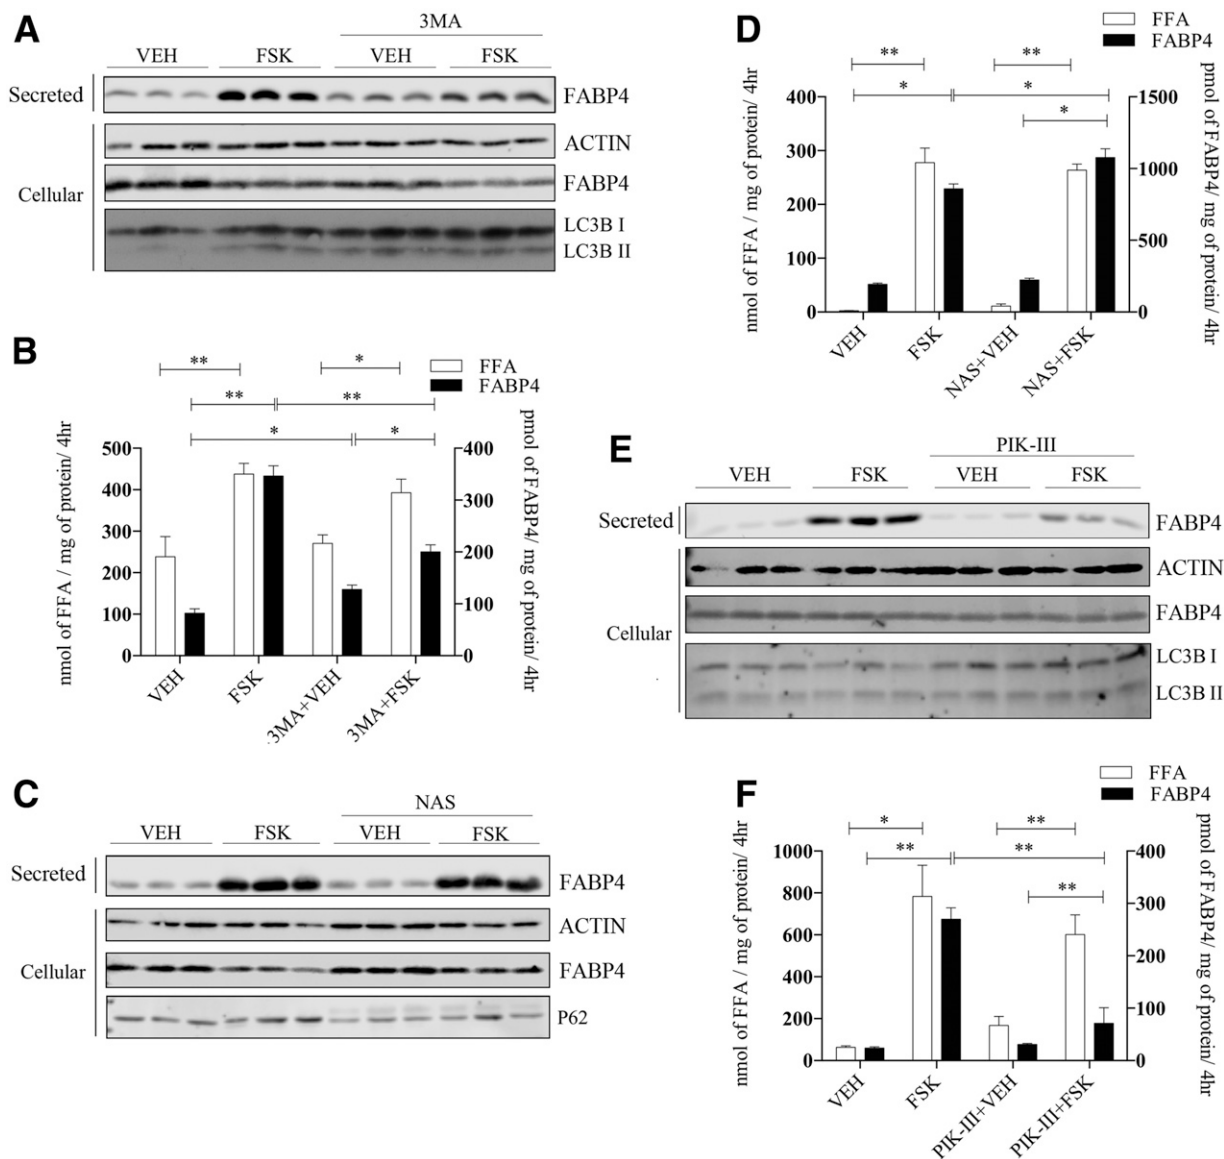 A
3MA
VEH FSK VEH FSK
Secreted
FABP4
ACTIN
Cellular
FABP4
LC3B I
LC3B II
B
FFA
FABP4
** *
** **
* *
nmol of FFA / mg of protein/ 4hr
500
400
300
200
100
0
pmol of FABP4/ mg of protein/ 4hr
400
300
200
100
0
VEH
FSK
3MA+VEH
3MA+FSK
C
NAS
VEH FSK VEH FSK
Secreted
FABP4
ACTIN
Cellular
FABP4
P62
D
FFA
FABP4
** **
* *
*
nmol of FFA / mg of protein/ 4hr
400
300
200
100
0
pmol of FABP4/ mg of protein/ 4hr
1500
1000
500
0
VEH
FSK
NAS+VEH
NAS+FSK
E
PIK-III
VEH FSK VEH FSK
Secreted
FABP4
ACTIN
Cellular
FABP4
LC3B I
LC3B II
F
FFA
FABP4
* **
** **
**
nmol of FFA / mg of protein/ 4hr
1000
800
600
400
200
0
pmol of FABP4/ mg of protein/ 4hr
400
300
200
100
0
VEH
FSK
PIK-III+VEH
PIK-III+FSK